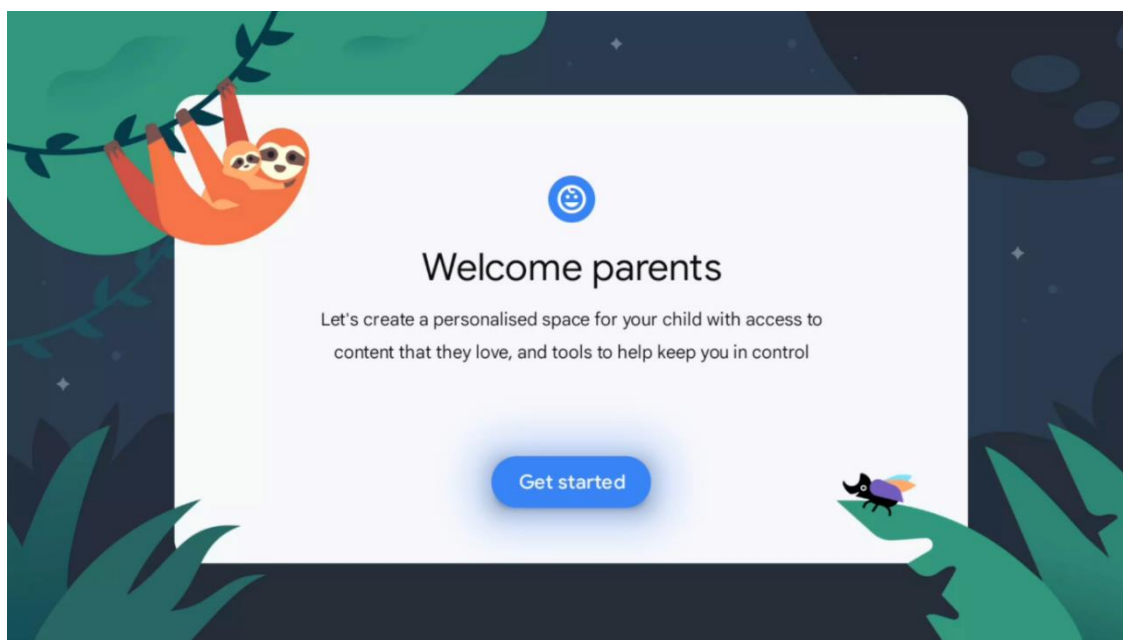 Welcome parents
Let's create a personalised space for your child with access to
content that they love, and tools to help keep you in control
Get started